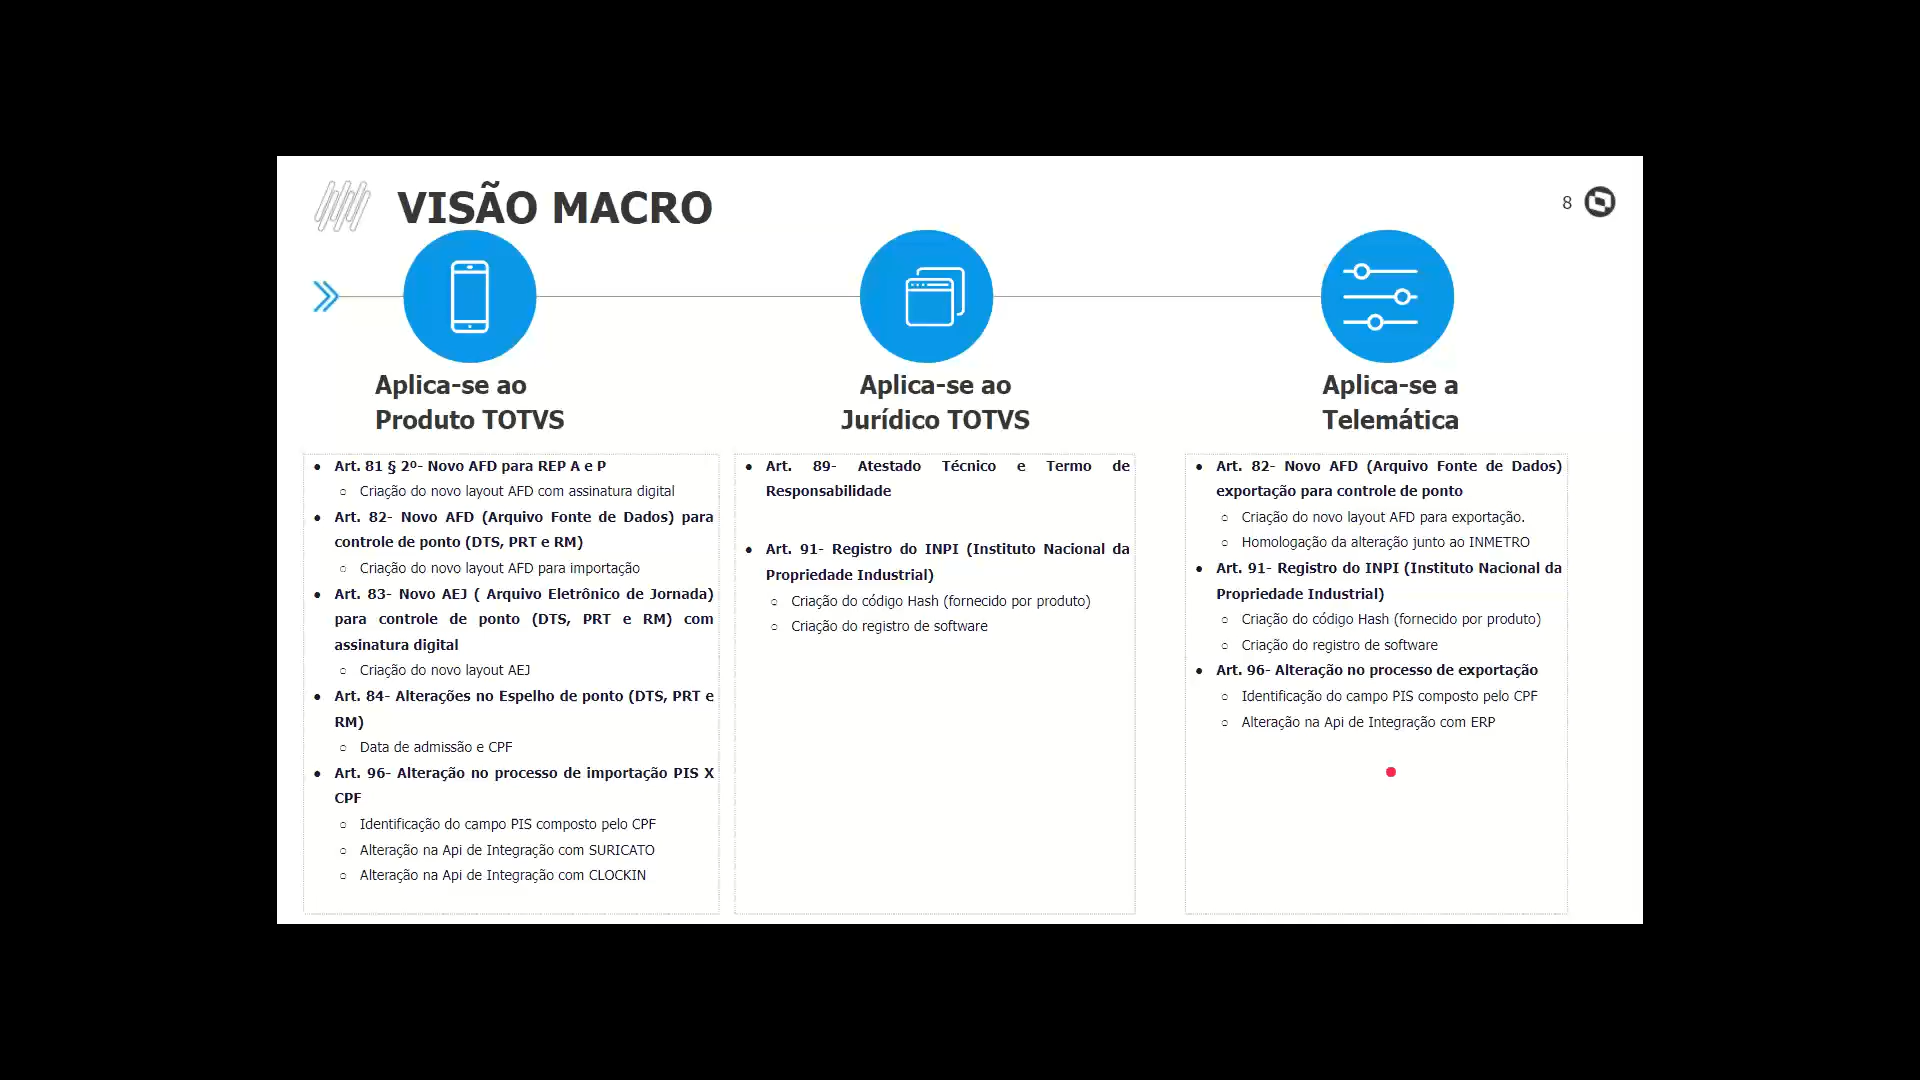 VISÃO MACRO
8
Aplica-se ao
Produto TOTVS
Art. 81 § 2º- Novo AFD para REP A e P
Criação do novo layout AFD com assinatura digital
Art. 82- Novo AFD (Arquivo Fonte de Dados) para
controle de ponto (DTS, PRT e RM)
Criação do novo layout AFD para importação
Art. 83- Novo AEJ ( Arquivo Eletrônico de Jornada)
para controle de ponto (DTS, PRT e RM) com
assinatura digital
Criação do novo layout AEJ
Art. 84- Alterações no Espelho de ponto (DTS, PRT e
RM)
Data de admissão e CPF
Art. 96- Alteração no processo de importação PIS X
CPF
Identificação do campo PIS composto pelo CPF
Alteração na Api de Integração com SURICATO
Alteração na Api de Integração com CLOCKIN
Aplica-se ao
Jurídico TOTVS
Art. 89- Atestado Técnico e Termo de
Responsabilidade
Art. 91- Registro do INPI (Instituto Nacional da
Propriedade Industrial)
Criação do código Hash (fornecido por produto)
Criação do registro de software
Aplica-se a
Telemática
Art. 82- Novo AFD (Arquivo Fonte de Dados)
exportação para controle de ponto
Criação do novo layout AFD para exportação.
Homologação da alteração junto ao INMETRO
Art. 91- Registro do INPI (Instituto Nacional da
Propriedade Industrial)
Criação do código Hash (fornecido por produto)
Criação do registro de software
Art. 96- Alteração no processo de exportação
Identificação do campo PIS composto pelo CPF
Alteração na Api de Integração com ERP